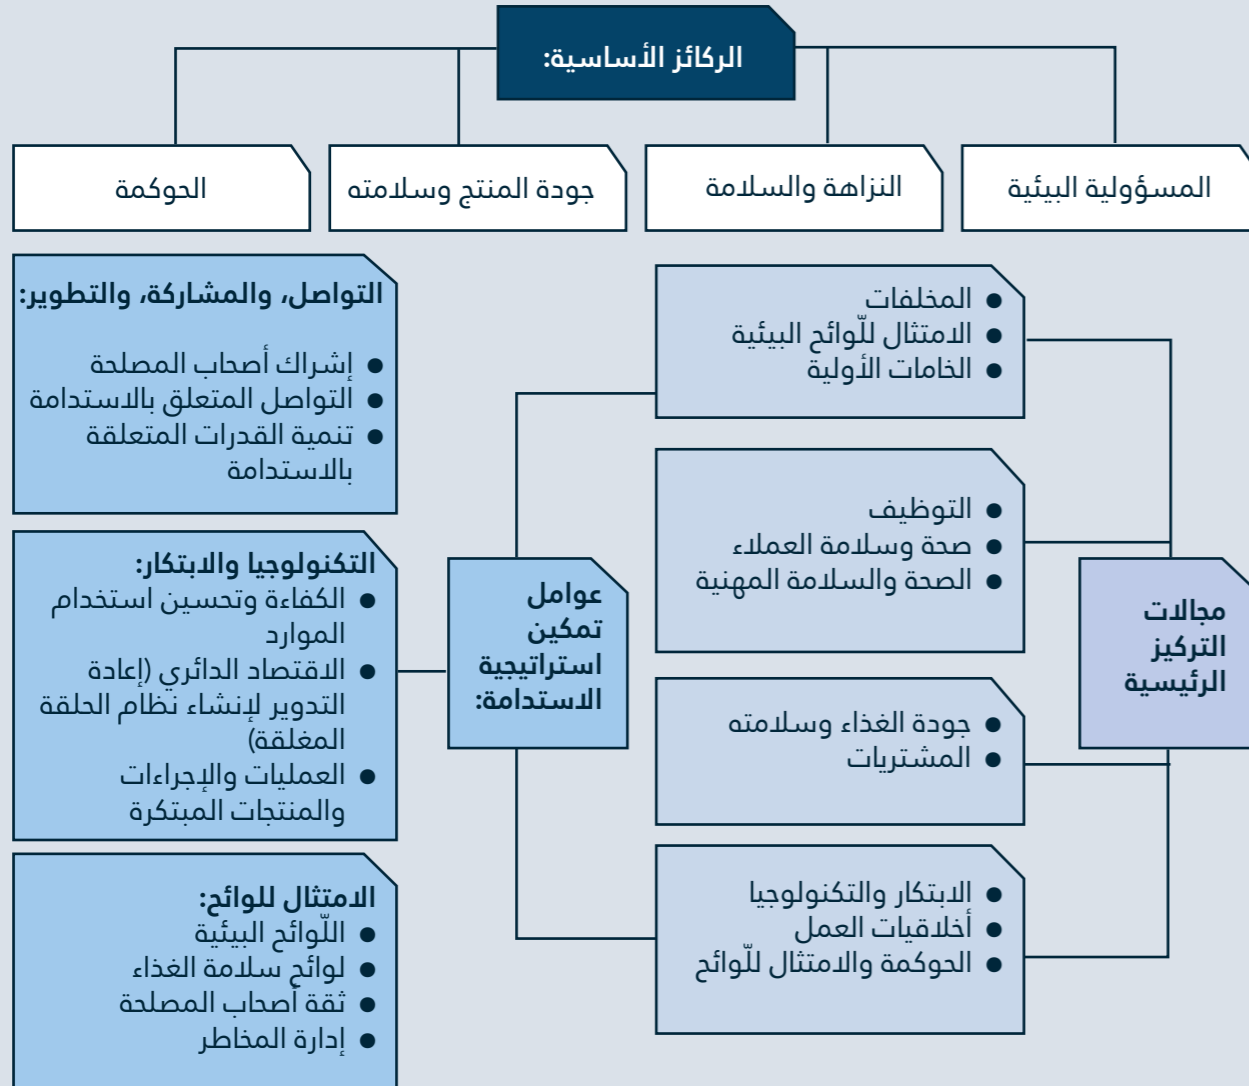 الركائز الأساسية:
المسؤولية البيئية
النزاهة والسلامة
جودة المنتج وسلامته
الحوكمة
مجالات
التركيز
الرئيسية
● المخلفات
● الامتثال للّوائح البيئية
● الخامات الأولية
● التوظيف
● صحة وسلامة العملاء
● الصحة والسلامة المهنية
● جودة الغذاء وسلامته
● المشتريات
● الابتكار والتكنولوجيا
● أخلاقيات العمل
● الحوكمة والامتثال للّوائح
عوامل
تمكين
استراتيجية
الاستدامة:
التواصل، والمشاركة، والتطوير:
● إشراك أصحاب المصلحة
● التواصل المتعلق بالاستدامة
● تنمية القدرات المتعلقة
بالاستدامة
التكنولوجيا والابتكار:
● الكفاءة وتحسين استخدام
الموارد
● الاقتصاد الدائري (إعادة
التدوير لإنشاء نظام الحلقة
المغلقة)
● العمليات والإجراءات
والمنتجات المبتكرة
الامتثال للوائح:
● اللّوائح البيئية
● لوائح سلامة الغذاء
● ثقة أصحاب المصلحة
● إدارة المخاطر